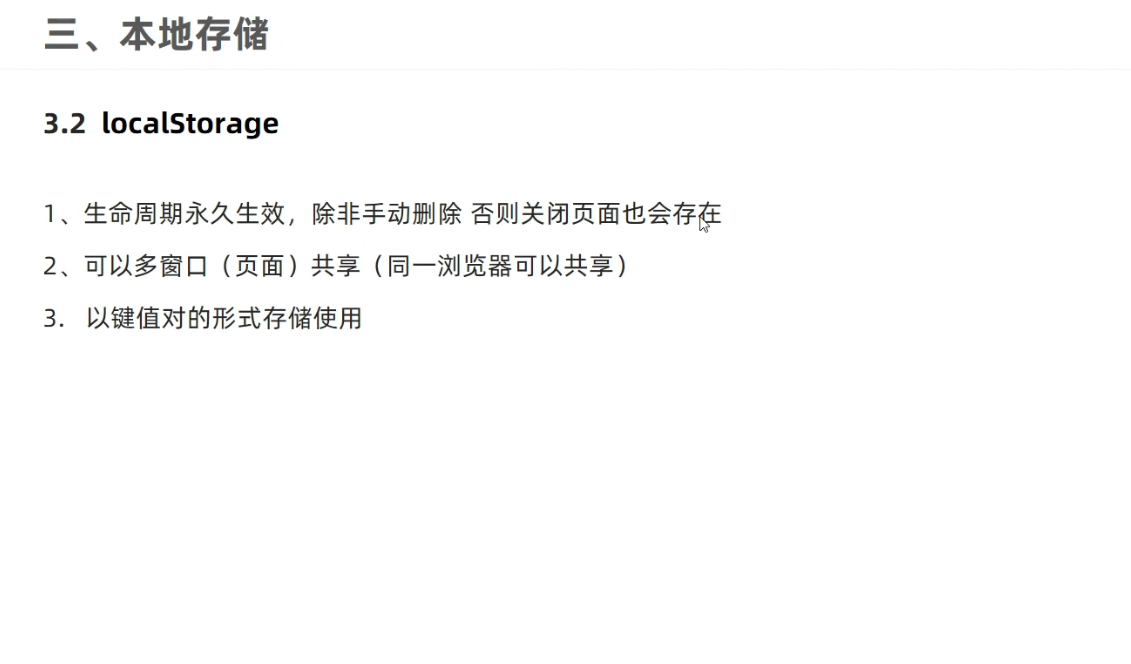 三、本地存储
3.2 localStorage
1、生命周期永久生效，除非手动删除 否则关闭页面也会存在
2、可以多窗口（页面）共享（同一浏览器可以共享）
3. 以键值对的形式存储使用